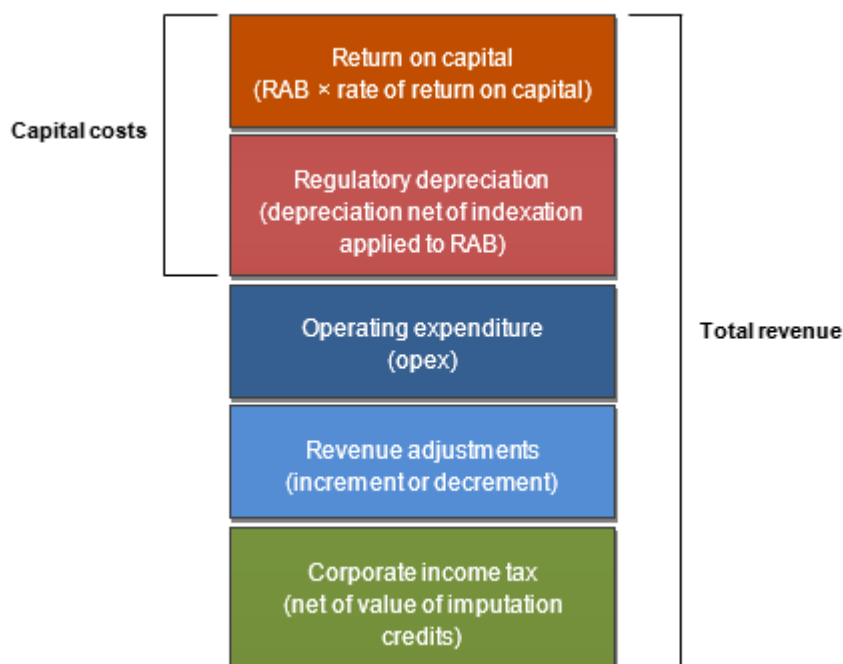 Return on capital
(RAB × rate of return on capital)
Capital costs
Regulatory depreciation
(depreciation net of indexation
applied to RAB)
Operating expenditure
(opex)
Total revenue
Revenue adjustments
(increment or decrement)
Corporate income tax
(net of value of imputation
credits)